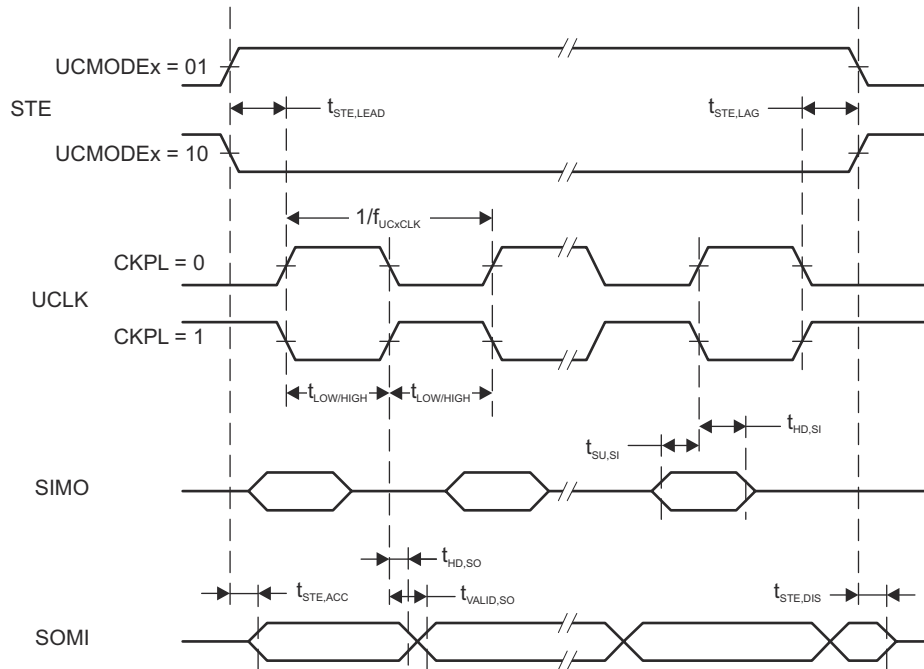 UCMODEx = 01
STE
t_STE,LEAD
t_STE,LAG
UCMODEx = 10
1/f_UCxCLK
CKPL = 0
UCLK
CKPL = 1
t_LOW/HIGH t_LOW/HIGH
t_HD,SI
t_SU,SI
SIMO
t_HD,SO
t_STE,ACC
t_VALID,SO
t_STE,DIS
SOMI